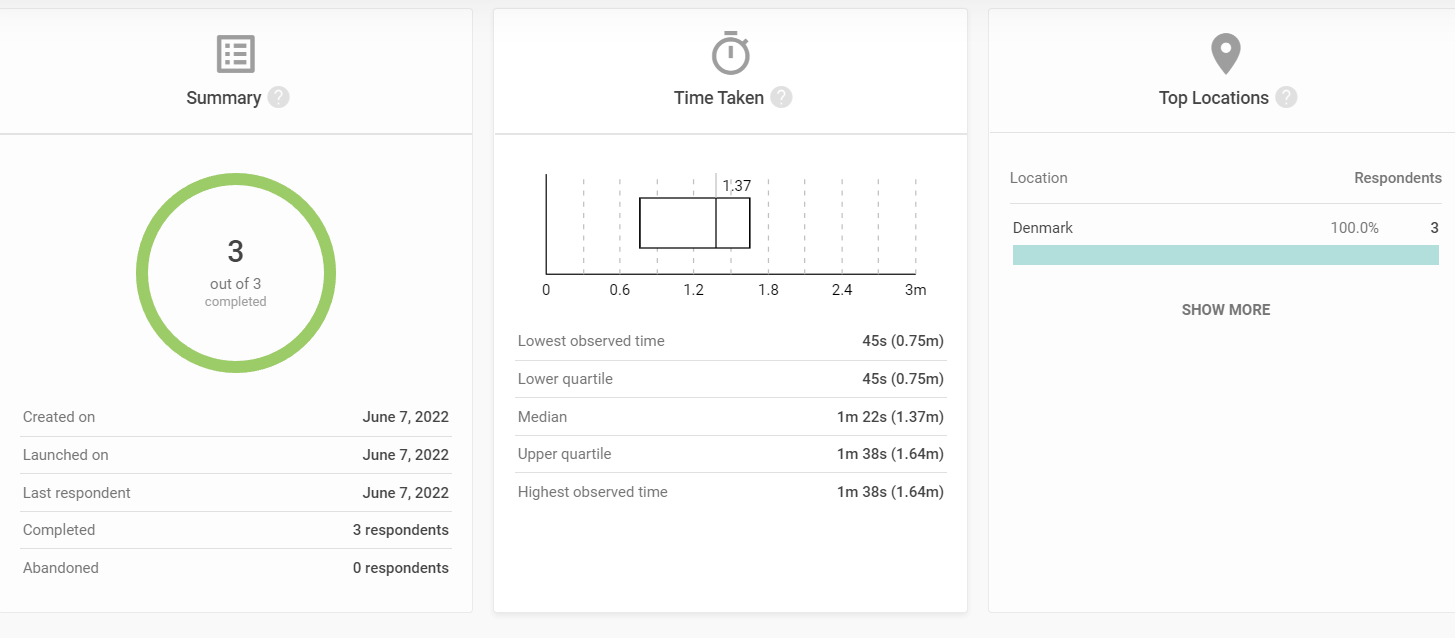 Summary ?
3
out of 3
completed
Created on June 7, 2022
Launched on June 7, 2022
Last respondent June 7, 2022
Completed 3 respondents
Abandoned 0 respondents
Time Taken ?
1.37
0 0.6 1.2 1.8 2.4 3m
Lowest observed time 45s (0.75m)
Lower quartile 45s (0.75m)
Median 1m 22s (1.37m)
Upper quartile 1m 38s (1.64m)
Highest observed time 1m 38s (1.64m)
Top Locations ?
Location Respondents
Denmark 100.0% 3
SHOW MORE